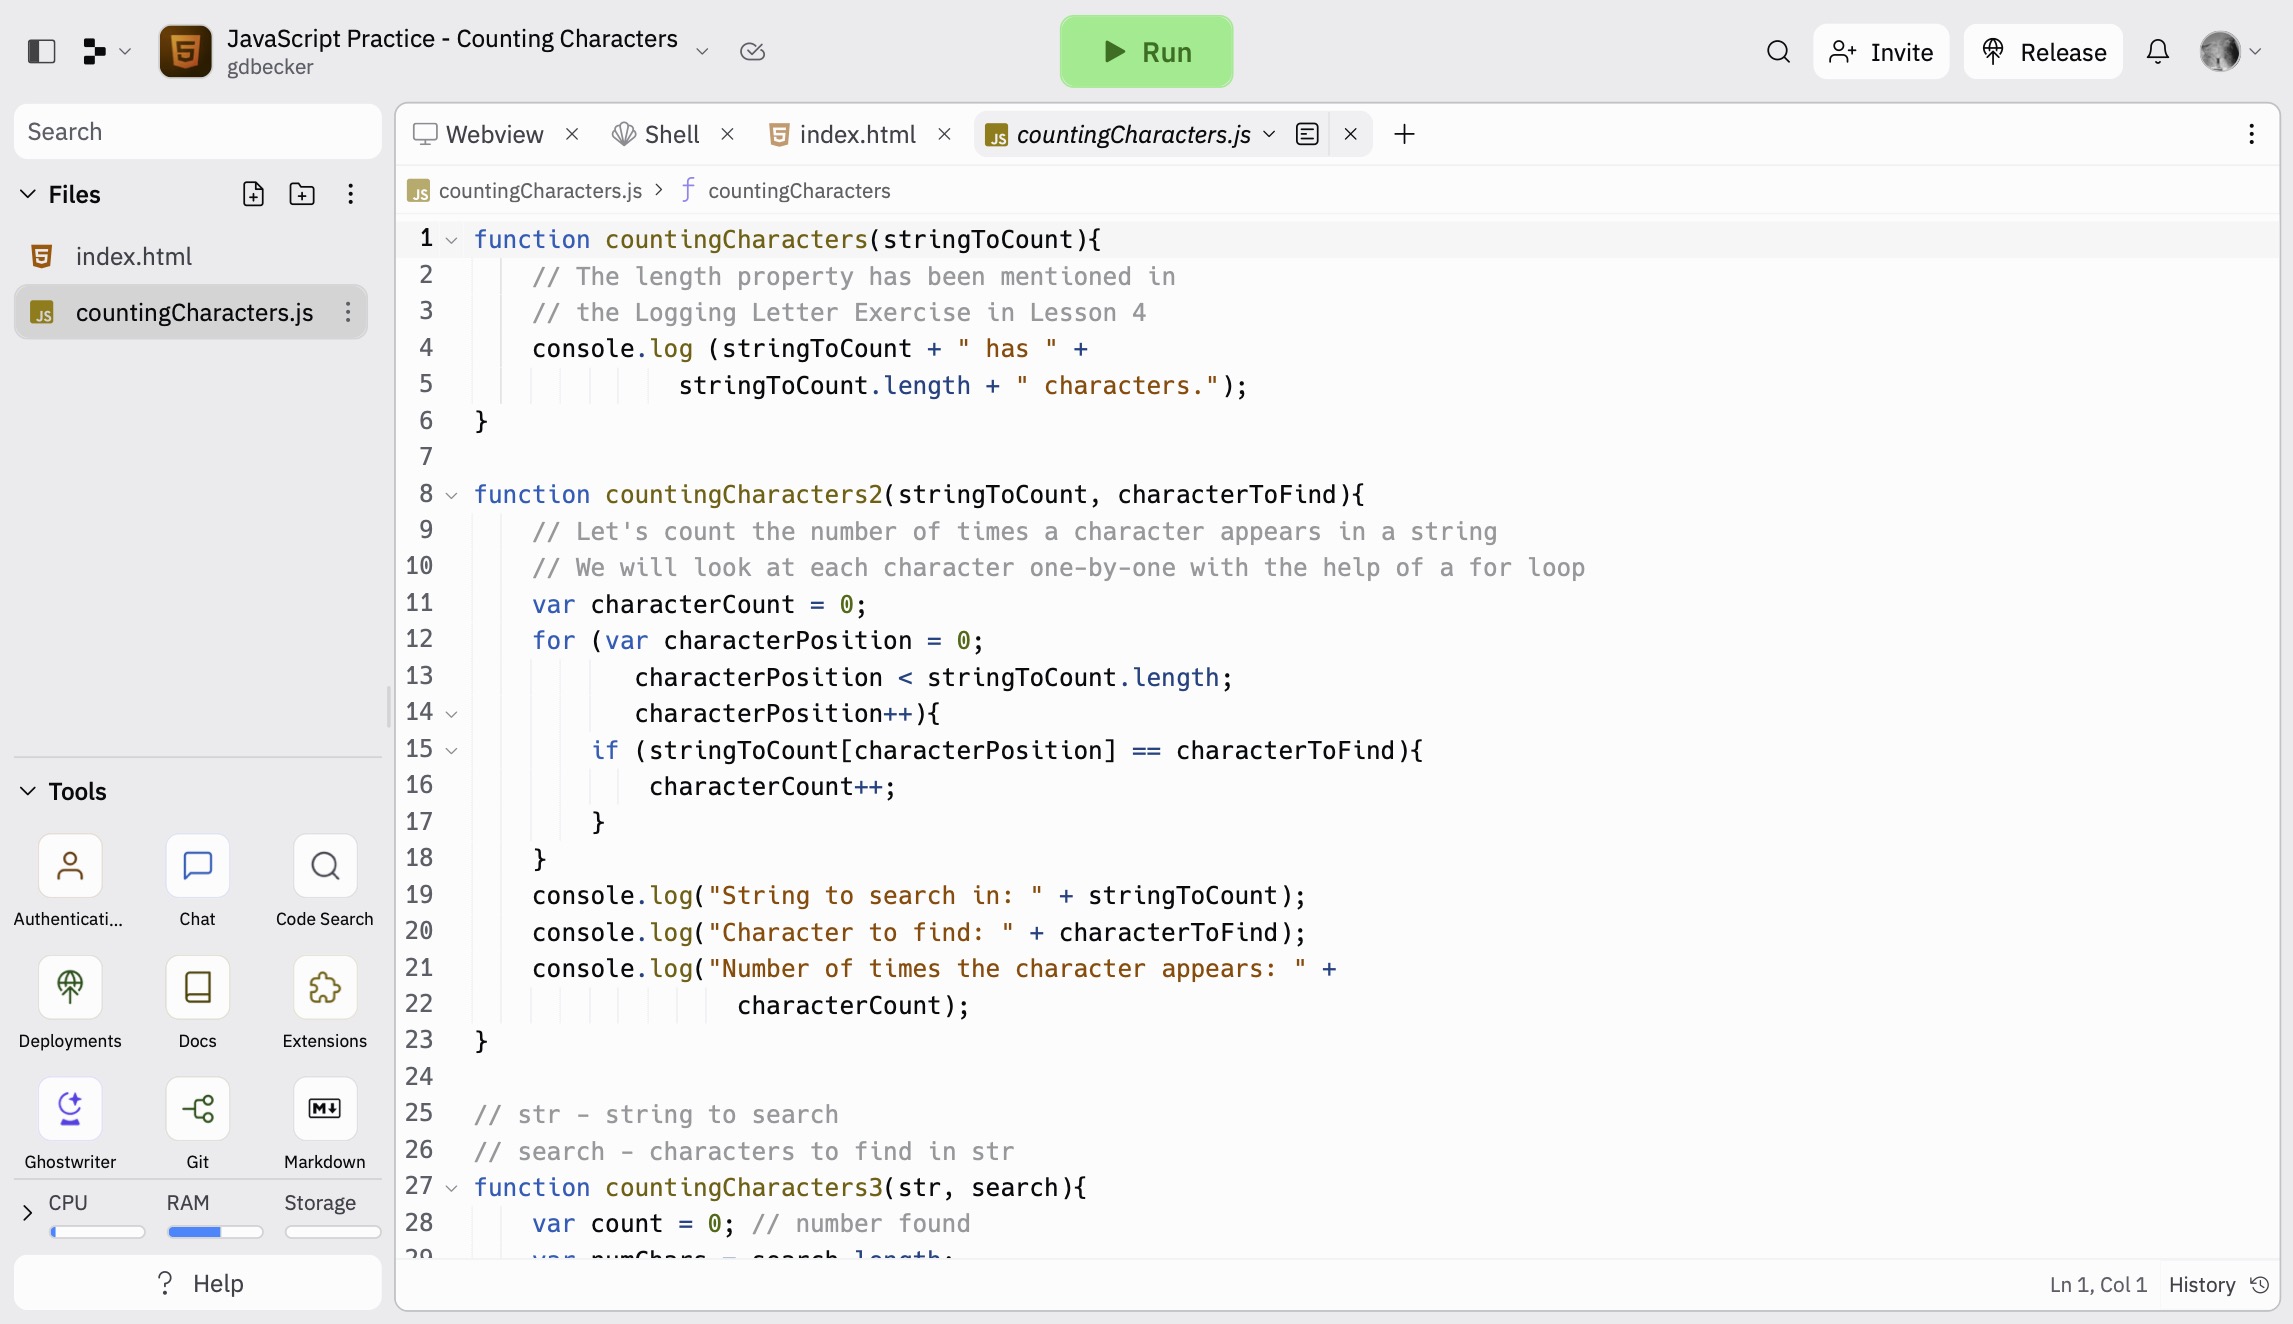 JavaScript Practice - Counting Characters
gdbecker
Run
Invite
Release
Search
Files
index.html
countingCharacters.js
Tools
Authenticati...
Chat
Code Search
Deployments
Docs
Extensions
Ghostwriter
Git
Markdown
CPU
RAM
Storage
? Help
Webview
Shell
index.html
countingCharacters.js
countingCharacters.js > countingCharacters
1 function countingCharacters(stringToCount){
2 // The length property has been mentioned in
3 // the Logging Letter Exercise in Lesson 4
4 console.log (stringToCount + " has " +
5 stringToCount.length + " characters.");
6 }
7
8 function countingCharacters2(stringToCount, characterToFind){
9 // Let's count the number of times a character appears in a string
10 // We will look at each character one-by-one with the help of a for loop
11 var characterCount = 0;
12 for (var characterPosition = 0;
13 characterPosition < stringToCount.length;
14 characterPosition++){
15 if (stringToCount[characterPosition] == characterToFind){
16 characterCount++;
17 }
18 }
19 console.log("String to search in: " + stringToCount);
20 console.log("Character to find: " + characterToFind);
21 console.log("Number of times the character appears: " +
22 characterCount);
23 }
24
25 // str - string to search
26 // search - characters to find in str
27 function countingCharacters3(str, search){
28 var count = 0; // number found
29 var numChars = search.length;
Ln 1, Col 1 History